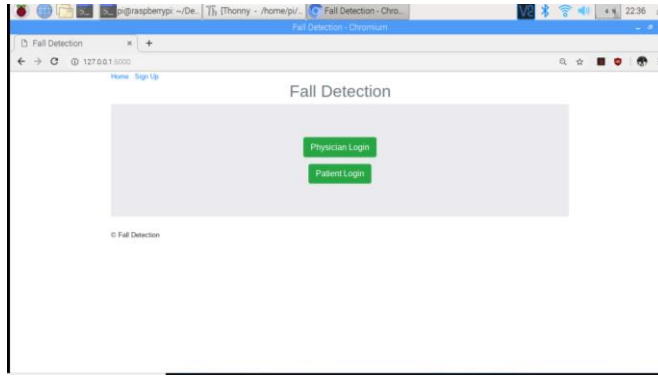 pi@raspberrypi: ~/De... [Thonny - /home/pi/... Fall Detection - Chro... 22:36
Fall Detection - Chromium
Fall Detection
127.0.0.1:5000
Home Sign Up
Fall Detection
Physician Login
Patient Login
© Fall Detection